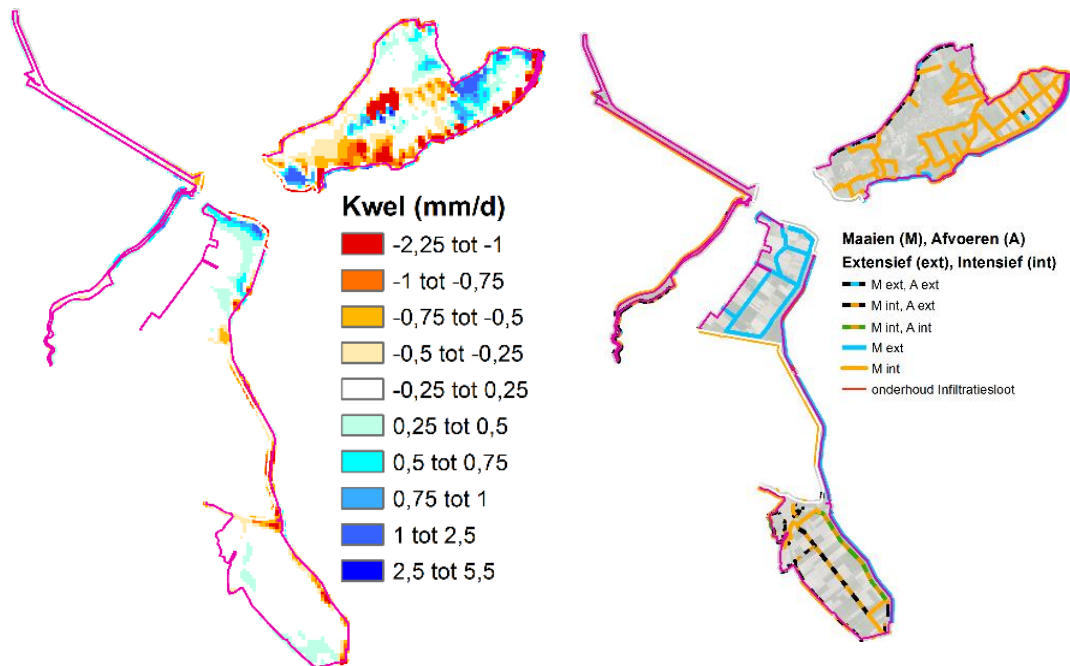 Kwel (mm/d)
-2,25 tot -1
-1 tot -0,75
-0,75 tot -0,5
-0,5 tot -0,25
-0,25 tot 0,25
0,25 tot 0,5
0,5 tot 0,75
0,75 tot 1
1 tot 2,5
2,5 tot 5,5
Maaien (M), Afvoeren (A)
Extensief (ext), Intensief (int)
M ext, A ext
M int, A ext
M int, A int
M ext
M int
onderhoud Infiltratiesloot